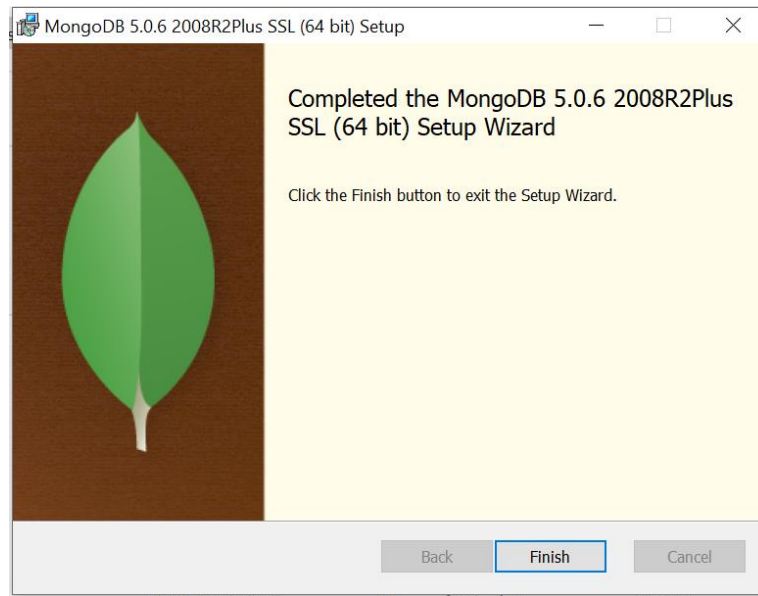 MongoDB 5.0.6 2008R2Plus SSL (64 bit) Setup
Completed the MongoDB 5.0.6 2008R2Plus
SSL (64 bit) Setup Wizard
Click the Finish button to exit the Setup Wizard.
Back
Finish
Cancel